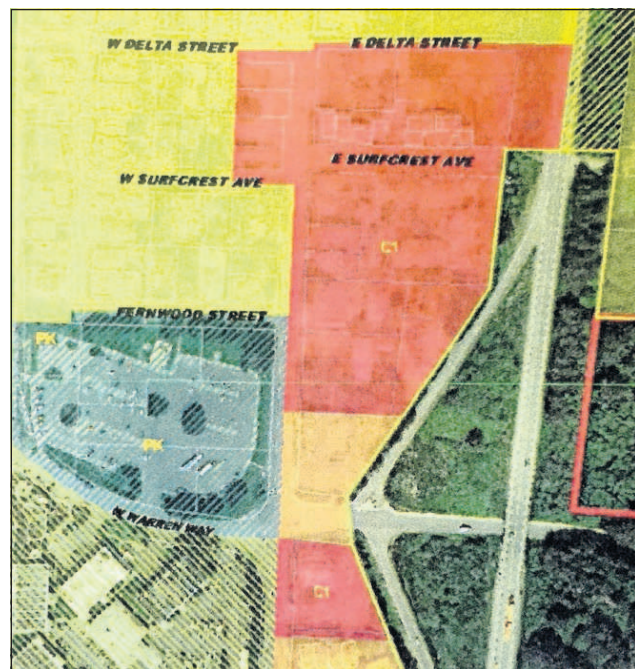 W DELTA STREET
E DELTA STREET
E SURFCREST AVE
W SURFCREST AVE
C1
FERNWOOD STREET
PK
PK
W WARREN WAY
C1